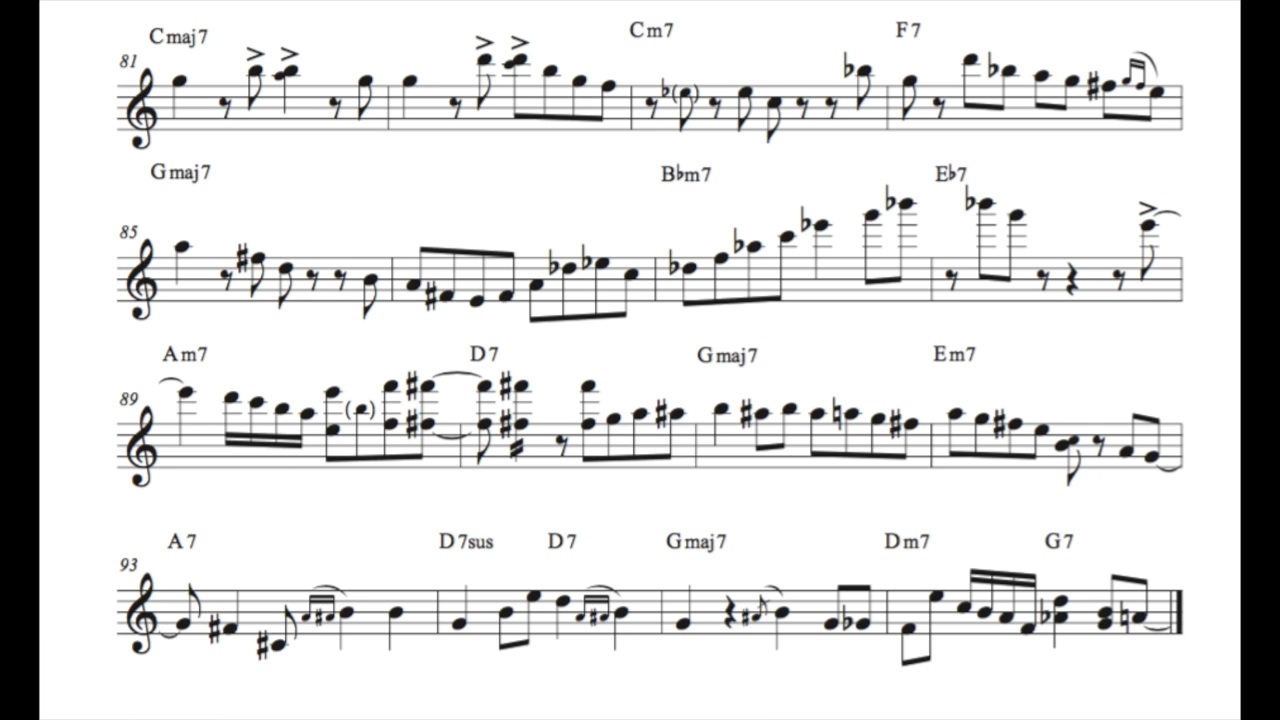 Cmaj7 Cm7 F7
81
Gmaj7 B♭m7 E♭7
85
Am7 D7 Gmaj7 Em7
89
A7 D7sus D7 Gmaj7 Dm7 G7
93